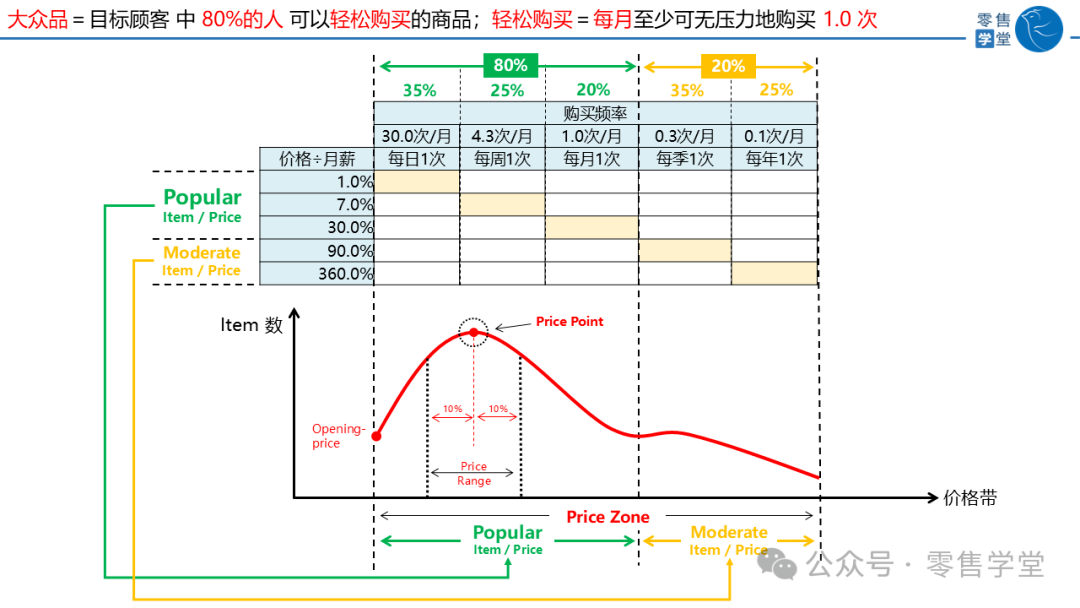 大众品 = 目标顾客 中 80%的人 可以轻松购买的商品；轻松购买 = 每月至少可无压力地购买 1.0 次
零售
学堂
80% 20%
35% 25% 20% 35% 25%
购买频率
30.0次/月 4.3次/月 1.0次/月 0.3次/月 0.1次/月
价格÷月薪 每日1次 每周1次 每月1次 每季1次 每年1次
1.0%
Popular
Item / Price
7.0%
30.0%
Moderate
Item / Price
90.0%
360.0%
Item 数
Price Point
10% 10%
Opening-
price
Price
Range
价格带
Price Zone
Popular
Item / Price
Moderate
Item / Price
公众号 · 零售学堂